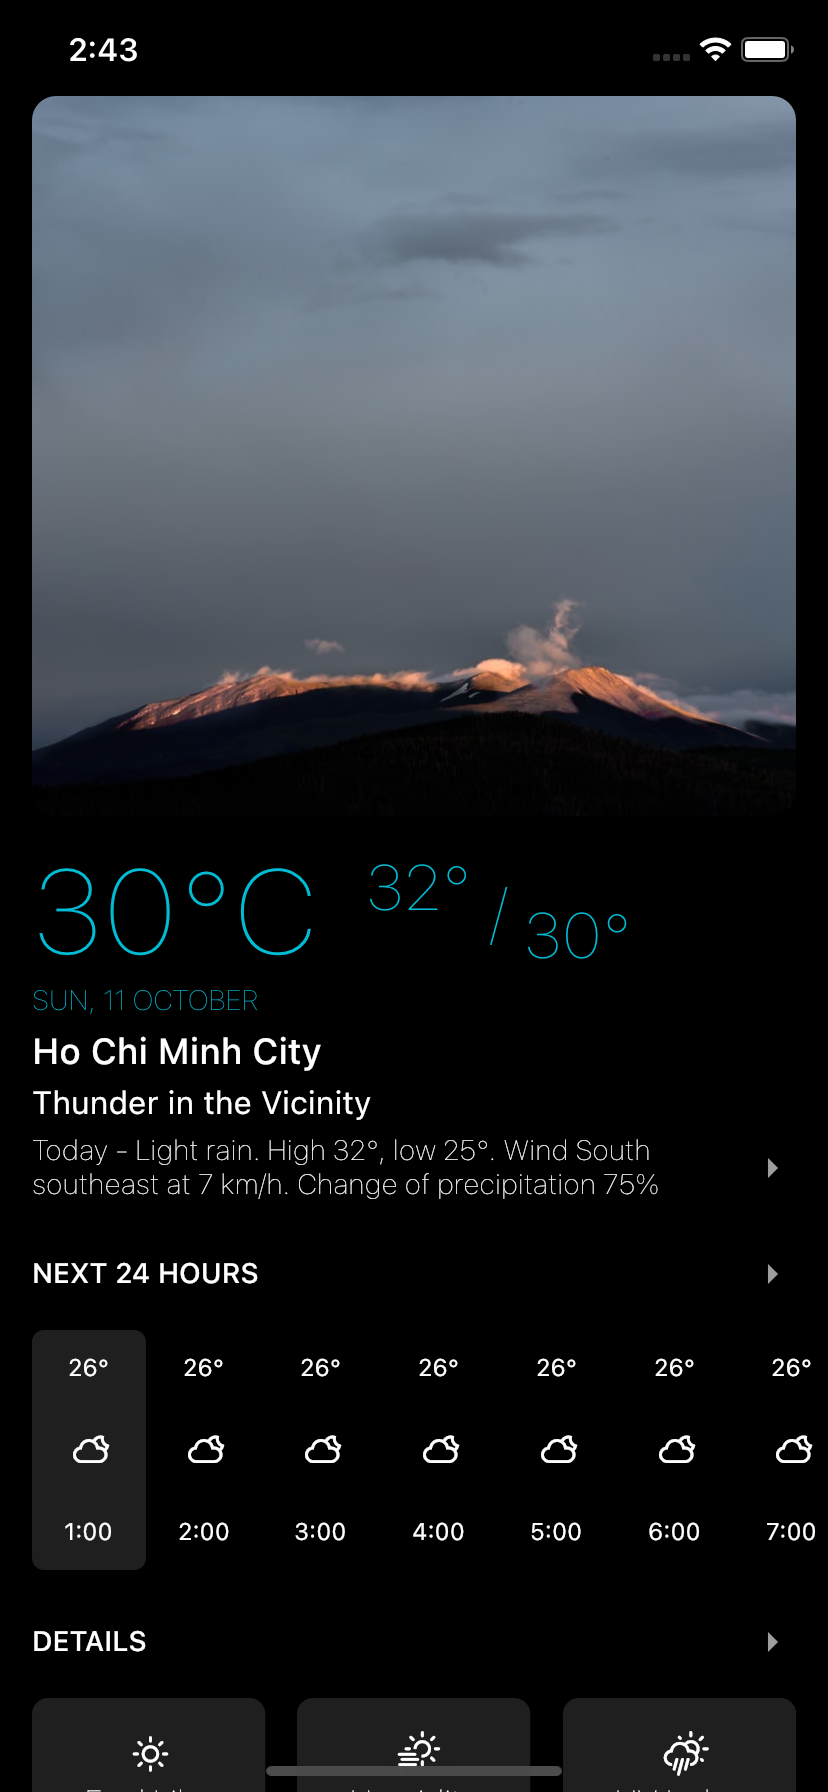 2:43
30°C 32° / 30°
SUN, 11 OCTOBER
Ho Chi Minh City
Thunder in the Vicinity
Today - Light rain. High 32°, low 25°. Wind South
southeast at 7 km/h. Change of precipitation 75%
NEXT 24 HOURS
26° 26° 26° 26° 26° 26° 26°
1:00 2:00 3:00 4:00 5:00 6:00 7:00
DETAILS